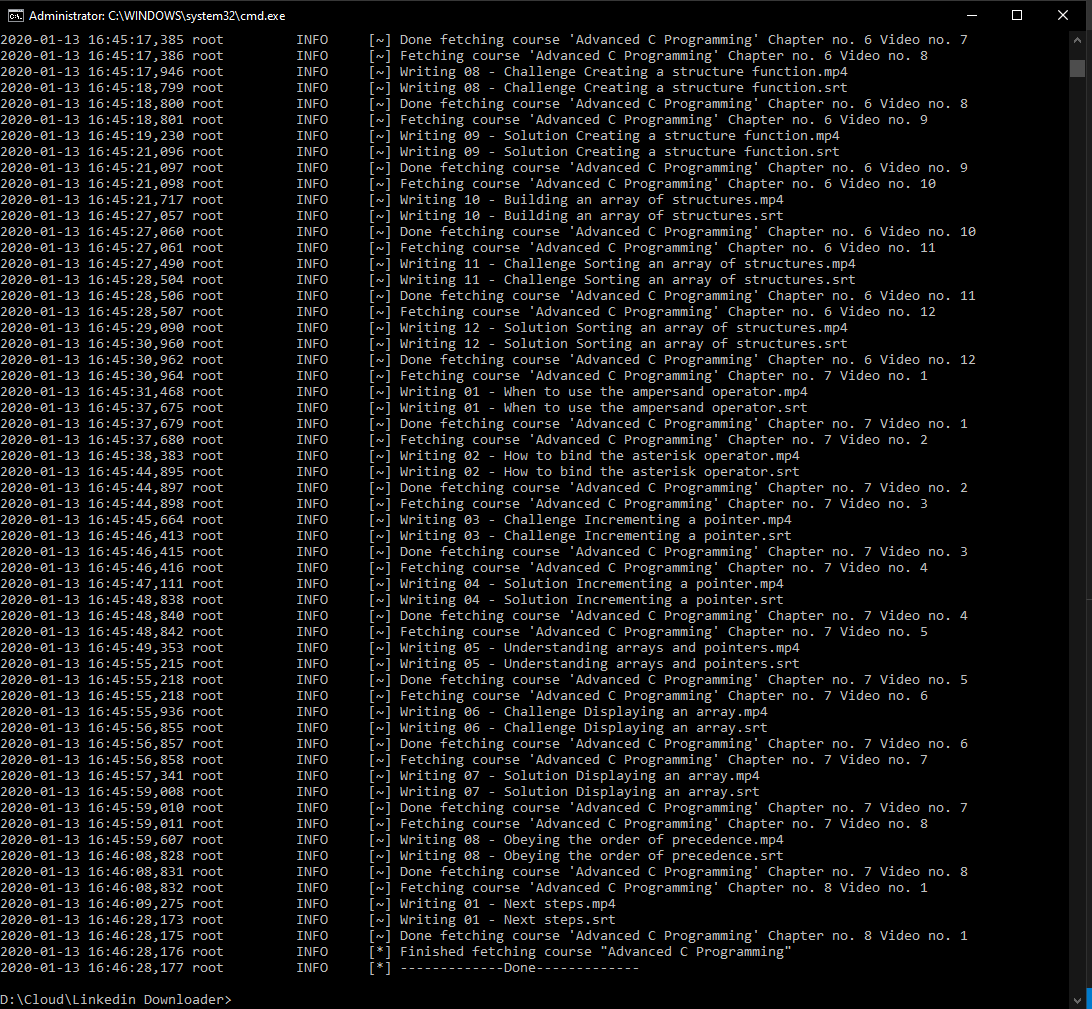 Administrator: C:\WINDOWS\system32\cmd.exe
2020-01-13 16:45:17,385 root         INFO     [~] Done fetching course 'Advanced C Programming' Chapter no. 6 Video no. 7
2020-01-13 16:45:17,386 root         INFO     [~] Fetching course 'Advanced C Programming' Chapter no. 6 Video no. 8
2020-01-13 16:45:17,946 root         INFO     [~] Writing 08 - Challenge Creating a structure function.mp4
2020-01-13 16:45:18,799 root         INFO     [~] Writing 08 - Challenge Creating a structure function.srt
2020-01-13 16:45:18,800 root         INFO     [~] Done fetching course 'Advanced C Programming' Chapter no. 6 Video no. 8
2020-01-13 16:45:18,801 root         INFO     [~] Fetching course 'Advanced C Programming' Chapter no. 6 Video no. 9
2020-01-13 16:45:19,230 root         INFO     [~] Writing 09 - Solution Creating a structure function.mp4
2020-01-13 16:45:21,096 root         INFO     [~] Writing 09 - Solution Creating a structure function.srt
2020-01-13 16:45:21,097 root         INFO     [~] Done fetching course 'Advanced C Programming' Chapter no. 6 Video no. 9
2020-01-13 16:45:21,098 root         INFO     [~] Fetching course 'Advanced C Programming' Chapter no. 6 Video no. 10
2020-01-13 16:45:21,717 root         INFO     [~] Writing 10 - Building an array of structures.mp4
2020-01-13 16:45:27,057 root         INFO     [~] Writing 10 - Building an array of structures.srt
2020-01-13 16:45:27,060 root         INFO     [~] Done fetching course 'Advanced C Programming' Chapter no. 6 Video no. 10
2020-01-13 16:45:27,061 root         INFO     [~] Fetching course 'Advanced C Programming' Chapter no. 6 Video no. 11
2020-01-13 16:45:27,490 root         INFO     [~] Writing 11 - Challenge Sorting an array of structures.mp4
2020-01-13 16:45:28,504 root         INFO     [~] Writing 11 - Challenge Sorting an array of structures.srt
2020-01-13 16:45:28,506 root         INFO     [~] Done fetching course 'Advanced C Programming' Chapter no. 6 Video no. 11
2020-01-13 16:45:28,507 root         INFO     [~] Fetching course 'Advanced C Programming' Chapter no. 6 Video no. 12
2020-01-13 16:45:29,090 root         INFO     [~] Writing 12 - Solution Sorting an array of structures.mp4
2020-01-13 16:45:30,960 root         INFO     [~] Writing 12 - Solution Sorting an array of structures.srt
2020-01-13 16:45:30,962 root         INFO     [~] Done fetching course 'Advanced C Programming' Chapter no. 6 Video no. 12
2020-01-13 16:45:30,964 root         INFO     [~] Fetching course 'Advanced C Programming' Chapter no. 7 Video no. 1
2020-01-13 16:45:31,468 root         INFO     [~] Writing 01 - When to use the ampersand operator.mp4
2020-01-13 16:45:37,675 root         INFO     [~] Writing 01 - When to use the ampersand operator.srt
2020-01-13 16:45:37,679 root         INFO     [~] Done fetching course 'Advanced C Programming' Chapter no. 7 Video no. 1
2020-01-13 16:45:37,680 root         INFO     [~] Fetching course 'Advanced C Programming' Chapter no. 7 Video no. 2
2020-01-13 16:45:38,383 root         INFO     [~] Writing 02 - How to bind the asterisk operator.mp4
2020-01-13 16:45:44,895 root         INFO     [~] Writing 02 - How to bind the asterisk operator.srt
2020-01-13 16:45:44,897 root         INFO     [~] Done fetching course 'Advanced C Programming' Chapter no. 7 Video no. 2
2020-01-13 16:45:44,898 root         INFO     [~] Fetching course 'Advanced C Programming' Chapter no. 7 Video no. 3
2020-01-13 16:45:45,664 root         INFO     [~] Writing 03 - Challenge Incrementing a pointer.mp4
2020-01-13 16:45:46,413 root         INFO     [~] Writing 03 - Challenge Incrementing a pointer.srt
2020-01-13 16:45:46,415 root         INFO     [~] Done fetching course 'Advanced C Programming' Chapter no. 7 Video no. 3
2020-01-13 16:45:46,416 root         INFO     [~] Fetching course 'Advanced C Programming' Chapter no. 7 Video no. 4
2020-01-13 16:45:47,111 root         INFO     [~] Writing 04 - Solution Incrementing a pointer.mp4
2020-01-13 16:45:48,838 root         INFO     [~] Writing 04 - Solution Incrementing a pointer.srt
2020-01-13 16:45:48,840 root         INFO     [~] Done fetching course 'Advanced C Programming' Chapter no. 7 Video no. 4
2020-01-13 16:45:48,842 root         INFO     [~] Fetching course 'Advanced C Programming' Chapter no. 7 Video no. 5
2020-01-13 16:45:49,353 root         INFO     [~] Writing 05 - Understanding arrays and pointers.mp4
2020-01-13 16:45:55,215 root         INFO     [~] Writing 05 - Understanding arrays and pointers.srt
2020-01-13 16:45:55,218 root         INFO     [~] Done fetching course 'Advanced C Programming' Chapter no. 7 Video no. 5
2020-01-13 16:45:55,218 root         INFO     [~] Fetching course 'Advanced C Programming' Chapter no. 7 Video no. 6
2020-01-13 16:45:55,936 root         INFO     [~] Writing 06 - Challenge Displaying an array.mp4
2020-01-13 16:45:56,855 root         INFO     [~] Writing 06 - Challenge Displaying an array.srt
2020-01-13 16:45:56,857 root         INFO     [~] Done fetching course 'Advanced C Programming' Chapter no. 7 Video no. 6
2020-01-13 16:45:56,858 root         INFO     [~] Fetching course 'Advanced C Programming' Chapter no. 7 Video no. 7
2020-01-13 16:45:57,341 root         INFO     [~] Writing 07 - Solution Displaying an array.mp4
2020-01-13 16:45:59,008 root         INFO     [~] Writing 07 - Solution Displaying an array.srt
2020-01-13 16:45:59,010 root         INFO     [~] Done fetching course 'Advanced C Programming' Chapter no. 7 Video no. 7
2020-01-13 16:45:59,011 root         INFO     [~] Fetching course 'Advanced C Programming' Chapter no. 7 Video no. 8
2020-01-13 16:45:59,607 root         INFO     [~] Writing 08 - Obeying the order of precedence.mp4
2020-01-13 16:46:08,828 root         INFO     [~] Writing 08 - Obeying the order of precedence.srt
2020-01-13 16:46:08,831 root         INFO     [~] Done fetching course 'Advanced C Programming' Chapter no. 7 Video no. 8
2020-01-13 16:46:08,832 root         INFO     [~] Fetching course 'Advanced C Programming' Chapter no. 8 Video no. 1
2020-01-13 16:46:09,275 root         INFO     [~] Writing 01 - Next steps.mp4
2020-01-13 16:46:28,173 root         INFO     [~] Writing 01 - Next steps.srt
2020-01-13 16:46:28,175 root         INFO     [~] Done fetching course 'Advanced C Programming' Chapter no. 8 Video no. 1
2020-01-13 16:46:28,176 root         INFO     [*] Finished fetching course "Advanced C Programming"
2020-01-13 16:46:28,177 root         INFO     [*] -------------Done-------------
D:\Cloud\Linkedin Downloader>